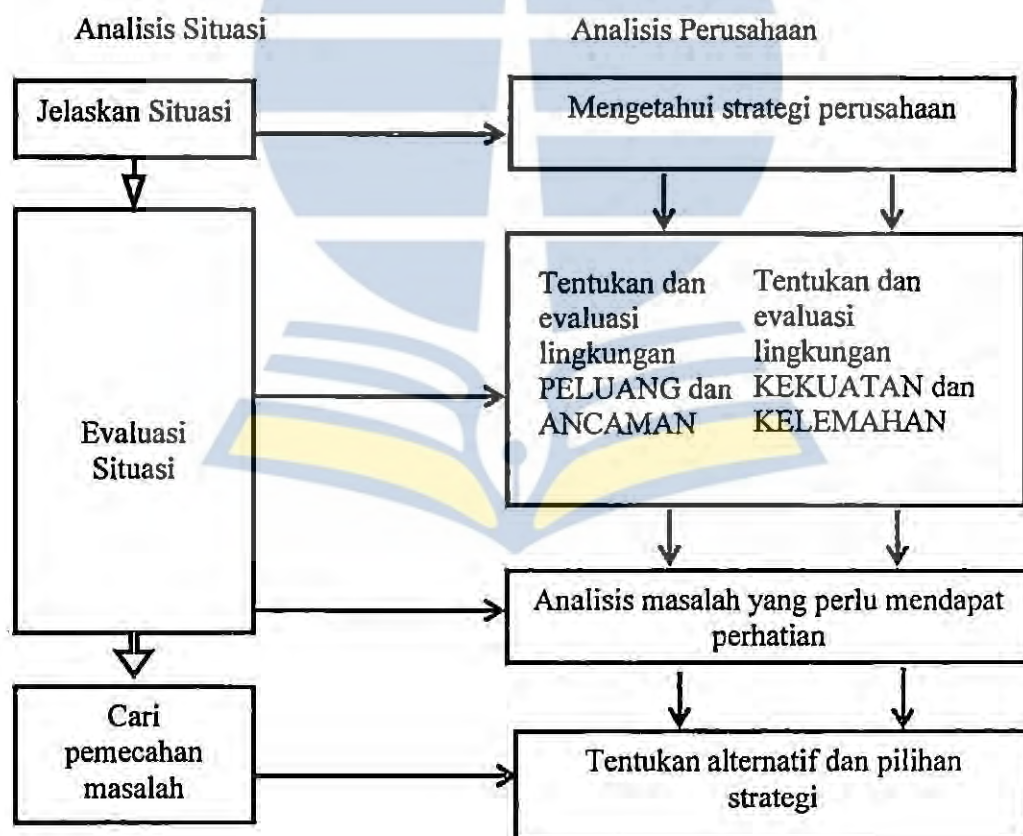 Analisis Situasi
Analisis Perusahaan
Jelaskan Situasi
Mengetahui strategi perusahaan
Evaluasi
Situasi
Tentukan dan
evaluasi
lingkungan
PELUANG dan
ANCAMAN
Tentukan dan
evaluasi
lingkungan
KEKUATAN dan
KELEMAHAN
Analisis masalah yang perlu mendapat
perhatian
Cari
pemecahan
masalah
Tentukan alternatif dan pilihan
strategi